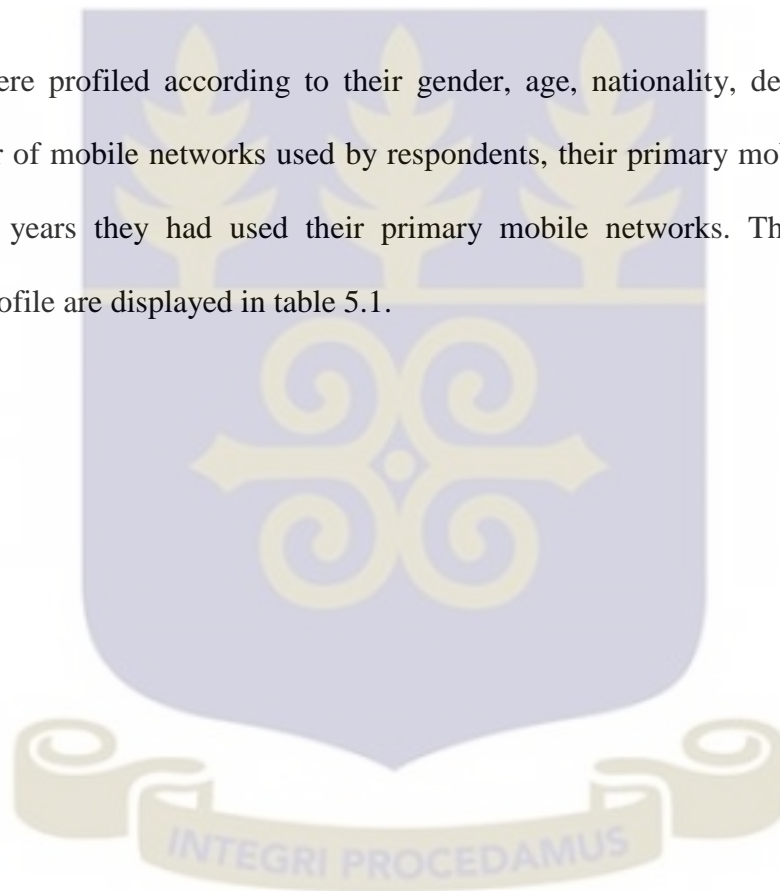 ere profiled according to their gender, age, nationality, de
r of mobile networks used by respondents, their primary mob
years they had used their primary mobile networks. Th
ofile are displayed in table 5.1.
INTEGRI PROCEDAMUS